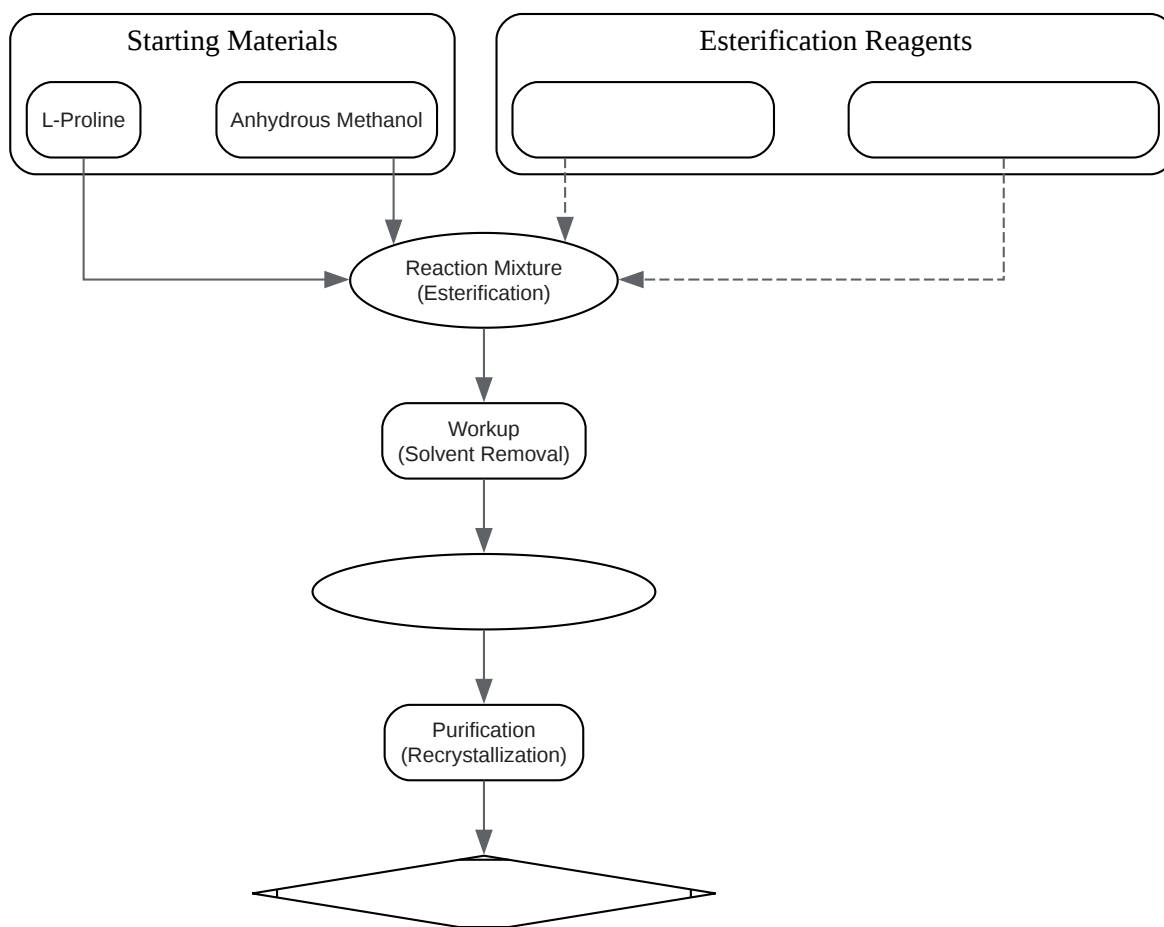 Starting Materials
Esterification Reagents
L-Proline
Anhydrous Methanol
Reaction Mixture
(Esterification)
Workup
(Solvent Removal)
Purification
(Recrystallization)